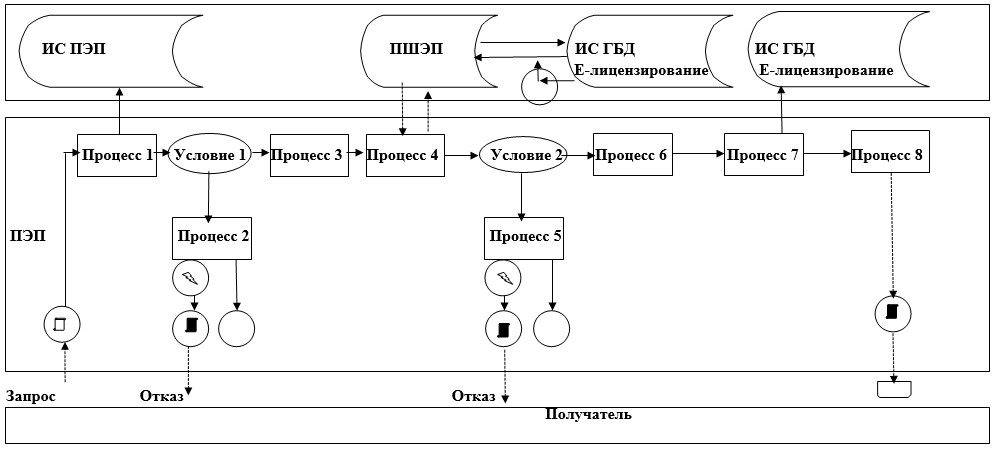 ИС ПЭП
ПШЭП
ИС ГБД
Е-лицензирование
ИС ГБД
Е-лицензирование
Процесс 1
Условие 1
Процесс 3
Процесс 4
Условие 2
Процесс 6
Процесс 7
Процесс 8
ПЭП
Процесс 2
Процесс 5
Запрос
Отказ
Отказ
Получатель